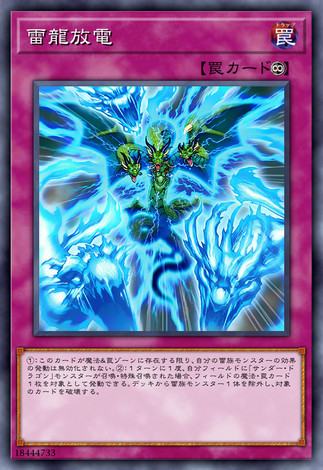 雷龍放電
トラップ
罠
【罠カード∞】
①:このカードが魔法&罠ゾーンに存在する限り、自分の雷族モンスターの効果
の発動は無効化されない。②:1ターンに1度、自分フィールドに「サンダー・ド
ラゴン」モンスターが召喚・特殊召喚された場合、フィールドの魔法・罠カード
1枚を対象として発動できる。デッキから雷族モンスター1体を除外し、対象
のカードを破壊する。
18444733